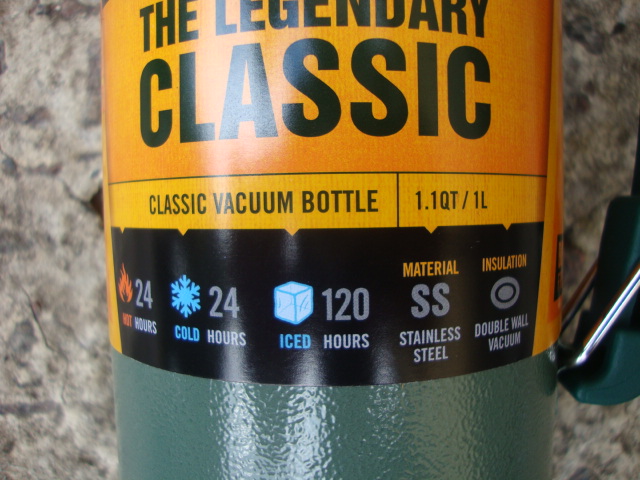 THE LEGENDARY
CLASSIC
CLASSIC VACUUM BOTTLE
1.1QT / 1L
24
HOT HOURS
24
COLD HOURS
120
ICED HOURS
MATERIAL
SS
STAINLESS
STEEL
INSULATION
DOUBLE WALL
VACUUM